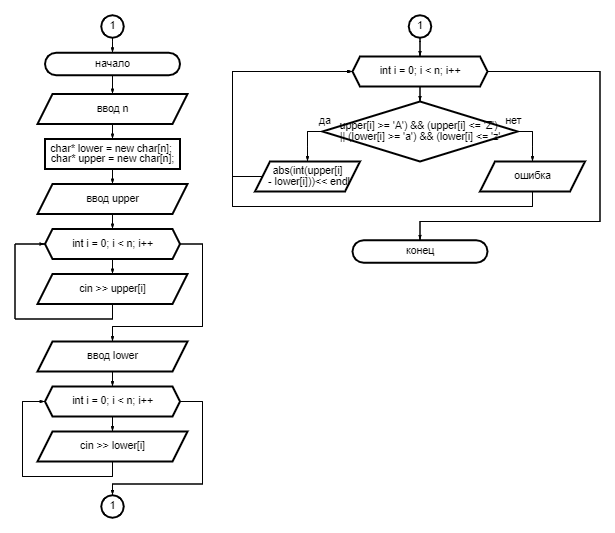 1
начало
ввод n
char* lower = new char[n];
char* upper = new char[n];
ввод upper
int i = 0; i < n; i++
cin >> upper[i]
ввод lower
int i = 0; i < n; i++
cin >> lower[i]
1
1
int i = 0; i < n; i++
да
нет
upper[i] >= 'A') && (upper[i] <= 'Z')
|| (lower[i] >= 'a') && (lower[i] <= 'z'
abs(int(upper[i]
- lower[i]))<< endl
ошибка
конец